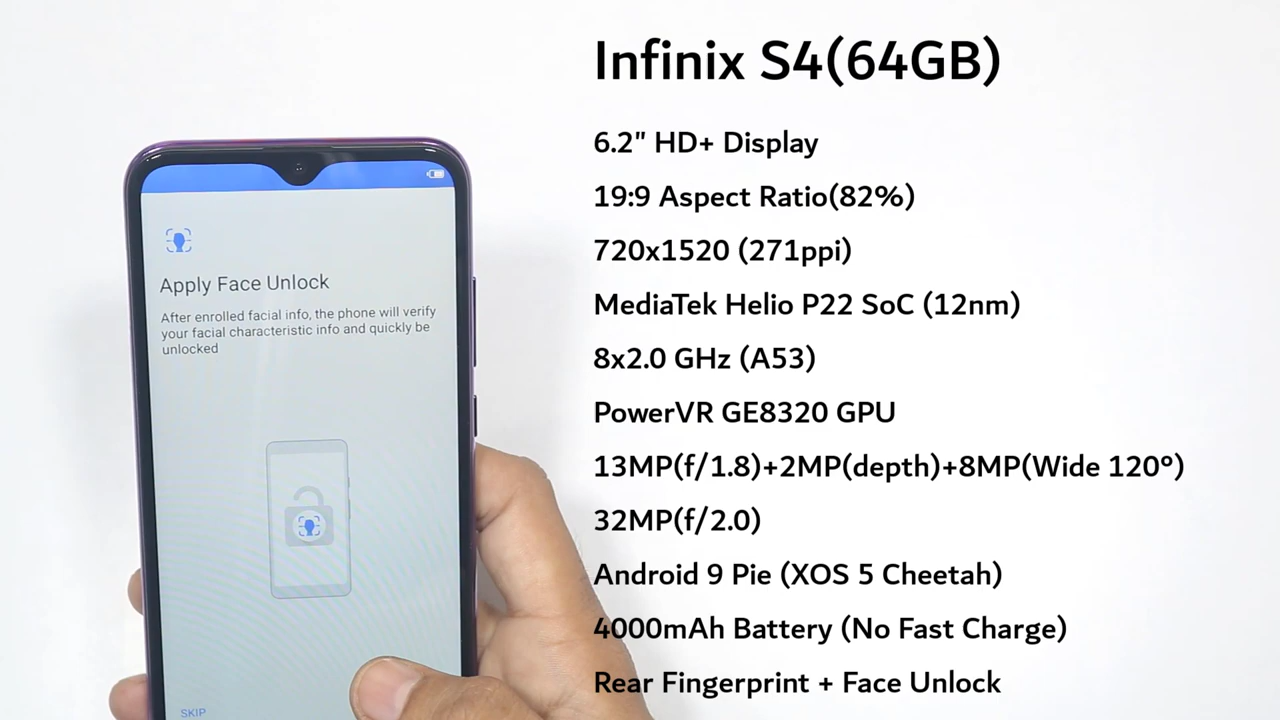 Infinix S4(64GB)
6.2" HD+ Display
19:9 Aspect Ratio(82%)
720x1520 (271ppi)
MediaTek Helio P22 SoC (12nm)
8x2.0 GHz (A53)
PowerVR GE8320 GPU
13MP(f/1.8)+2MP(depth)+8MP(Wide 120º)
32MP(f/2.0)
Android 9 Pie (XOS 5 Cheetah)
4000mAh Battery (No Fast Charge)
Rear Fingerprint + Face Unlock
Apply Face Unlock
After enrolled facial info, the phone will verify
your facial characteristic info and quickly be
unlocked
SKIP